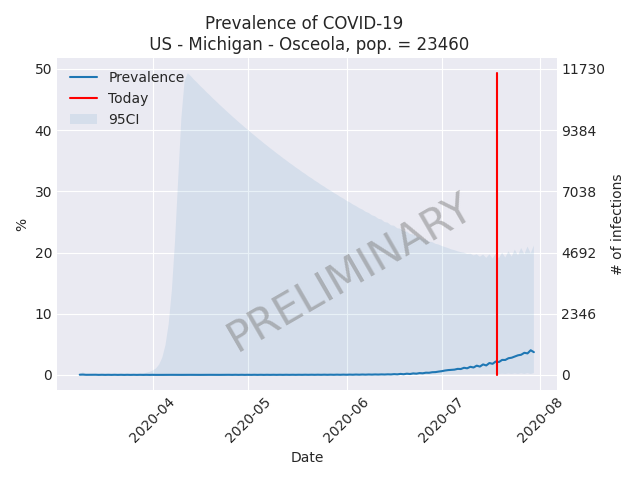 Prevalence of COVID-19
US - Michigan - Osceola, pop. = 23460
Prevalence
Today
95CI
50
40
30
20
10
0
%
11730
9384
7038
4692
2346
0
# of infections
PRELIMINARY
2020-04
2020-05
2020-06
2020-07
2020-08
Date